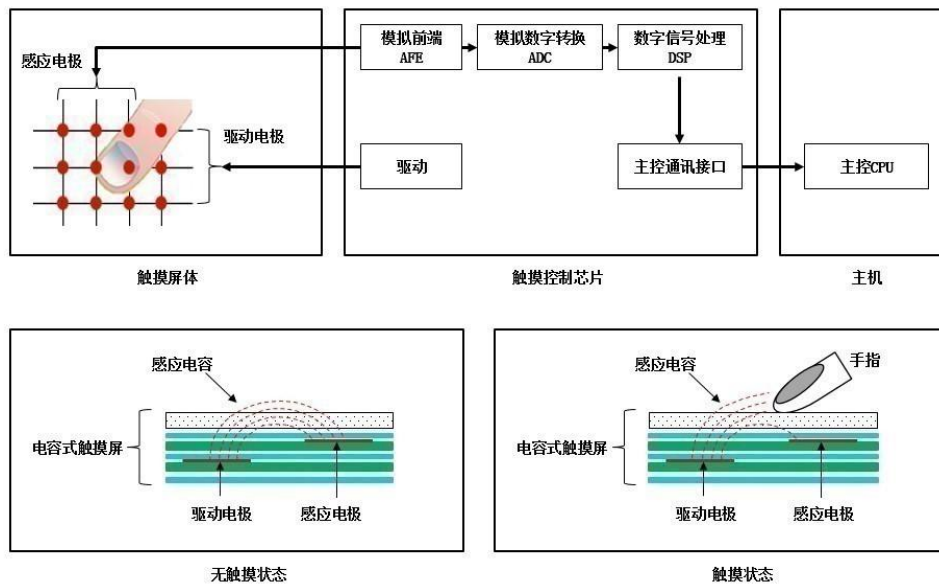 感应电极
驱动电极
触摸屏体
模拟前端
AFE
模拟数字转换
ADC
数字信号处理
DSP
驱动
主控通讯接口
触摸控制芯片
主控CPU
主机
感应电容
电容式触摸屏
驱动电极
感应电极
无触摸状态
感应电容
手指
电容式触摸屏
驱动电极
感应电极
触摸状态